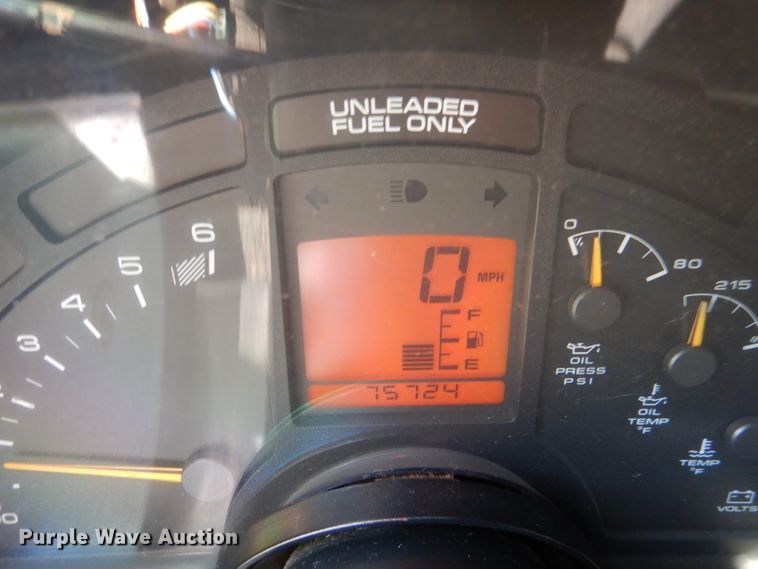 UNLEADED
FUEL ONLY
6
5
4
3
2
0 MPH
F
E
75724
0
80
OIL
PRESS
PSI
215
OIL
TEMP
°F
TEMP
°F
VOLTS
Purple Wave Auction